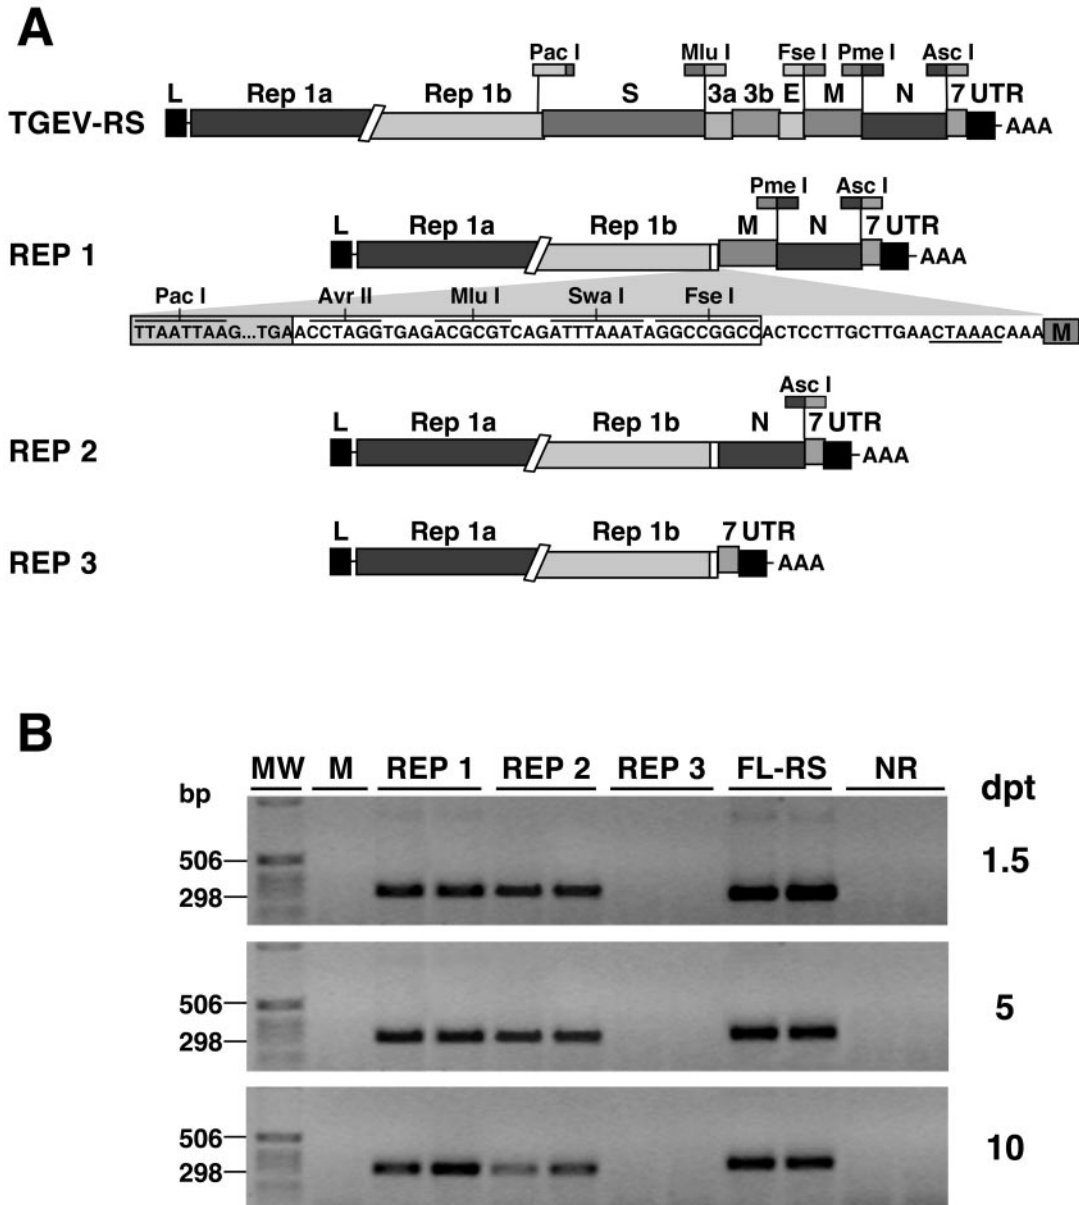 A
Pac I Mlu I Fse I Pme I Asc I
L Rep 1a Rep 1b S 3a 3b E M N 7 UTR
TGEV-RS AAA
Pme I Asc I
L Rep 1a Rep 1b M N 7 UTR
REP 1 AAA
Pac I Avr II Mlu I Swa I Fse I
TTAATTAAG...TGAACCTAGGTGAGACGCGTCAGATTTAAATAGGCCGGCCACTCCTTGCTTGAACTAAACAAA M
Asc I
L Rep 1a Rep 1b N 7 UTR
REP 2 AAA
L Rep 1a Rep 1b 7 UTR
REP 3 AAA
B
MW M REP 1 REP 2 REP 3 FL-RS NR dpt
bp
506 1.5
298
506 5
298
506 10
298